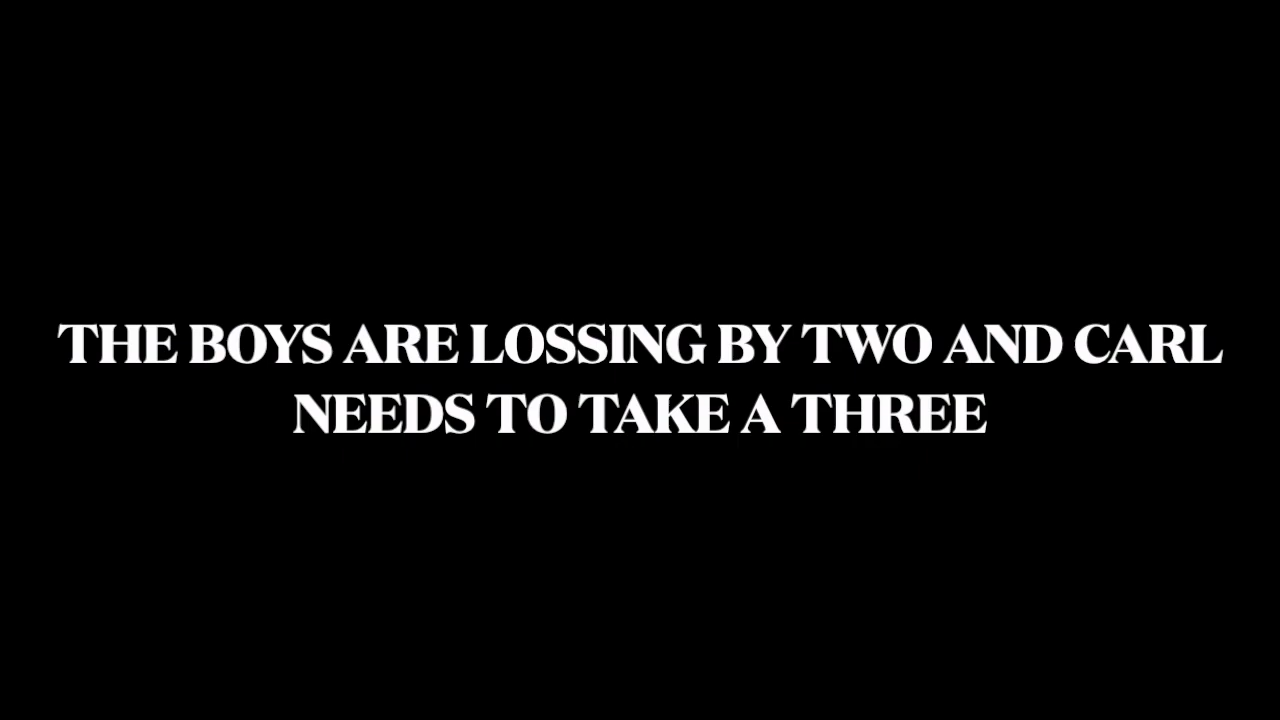 THE BOYS ARE LOSSING BY TWO AND CARL
NEEDS TO TAKE A THREE